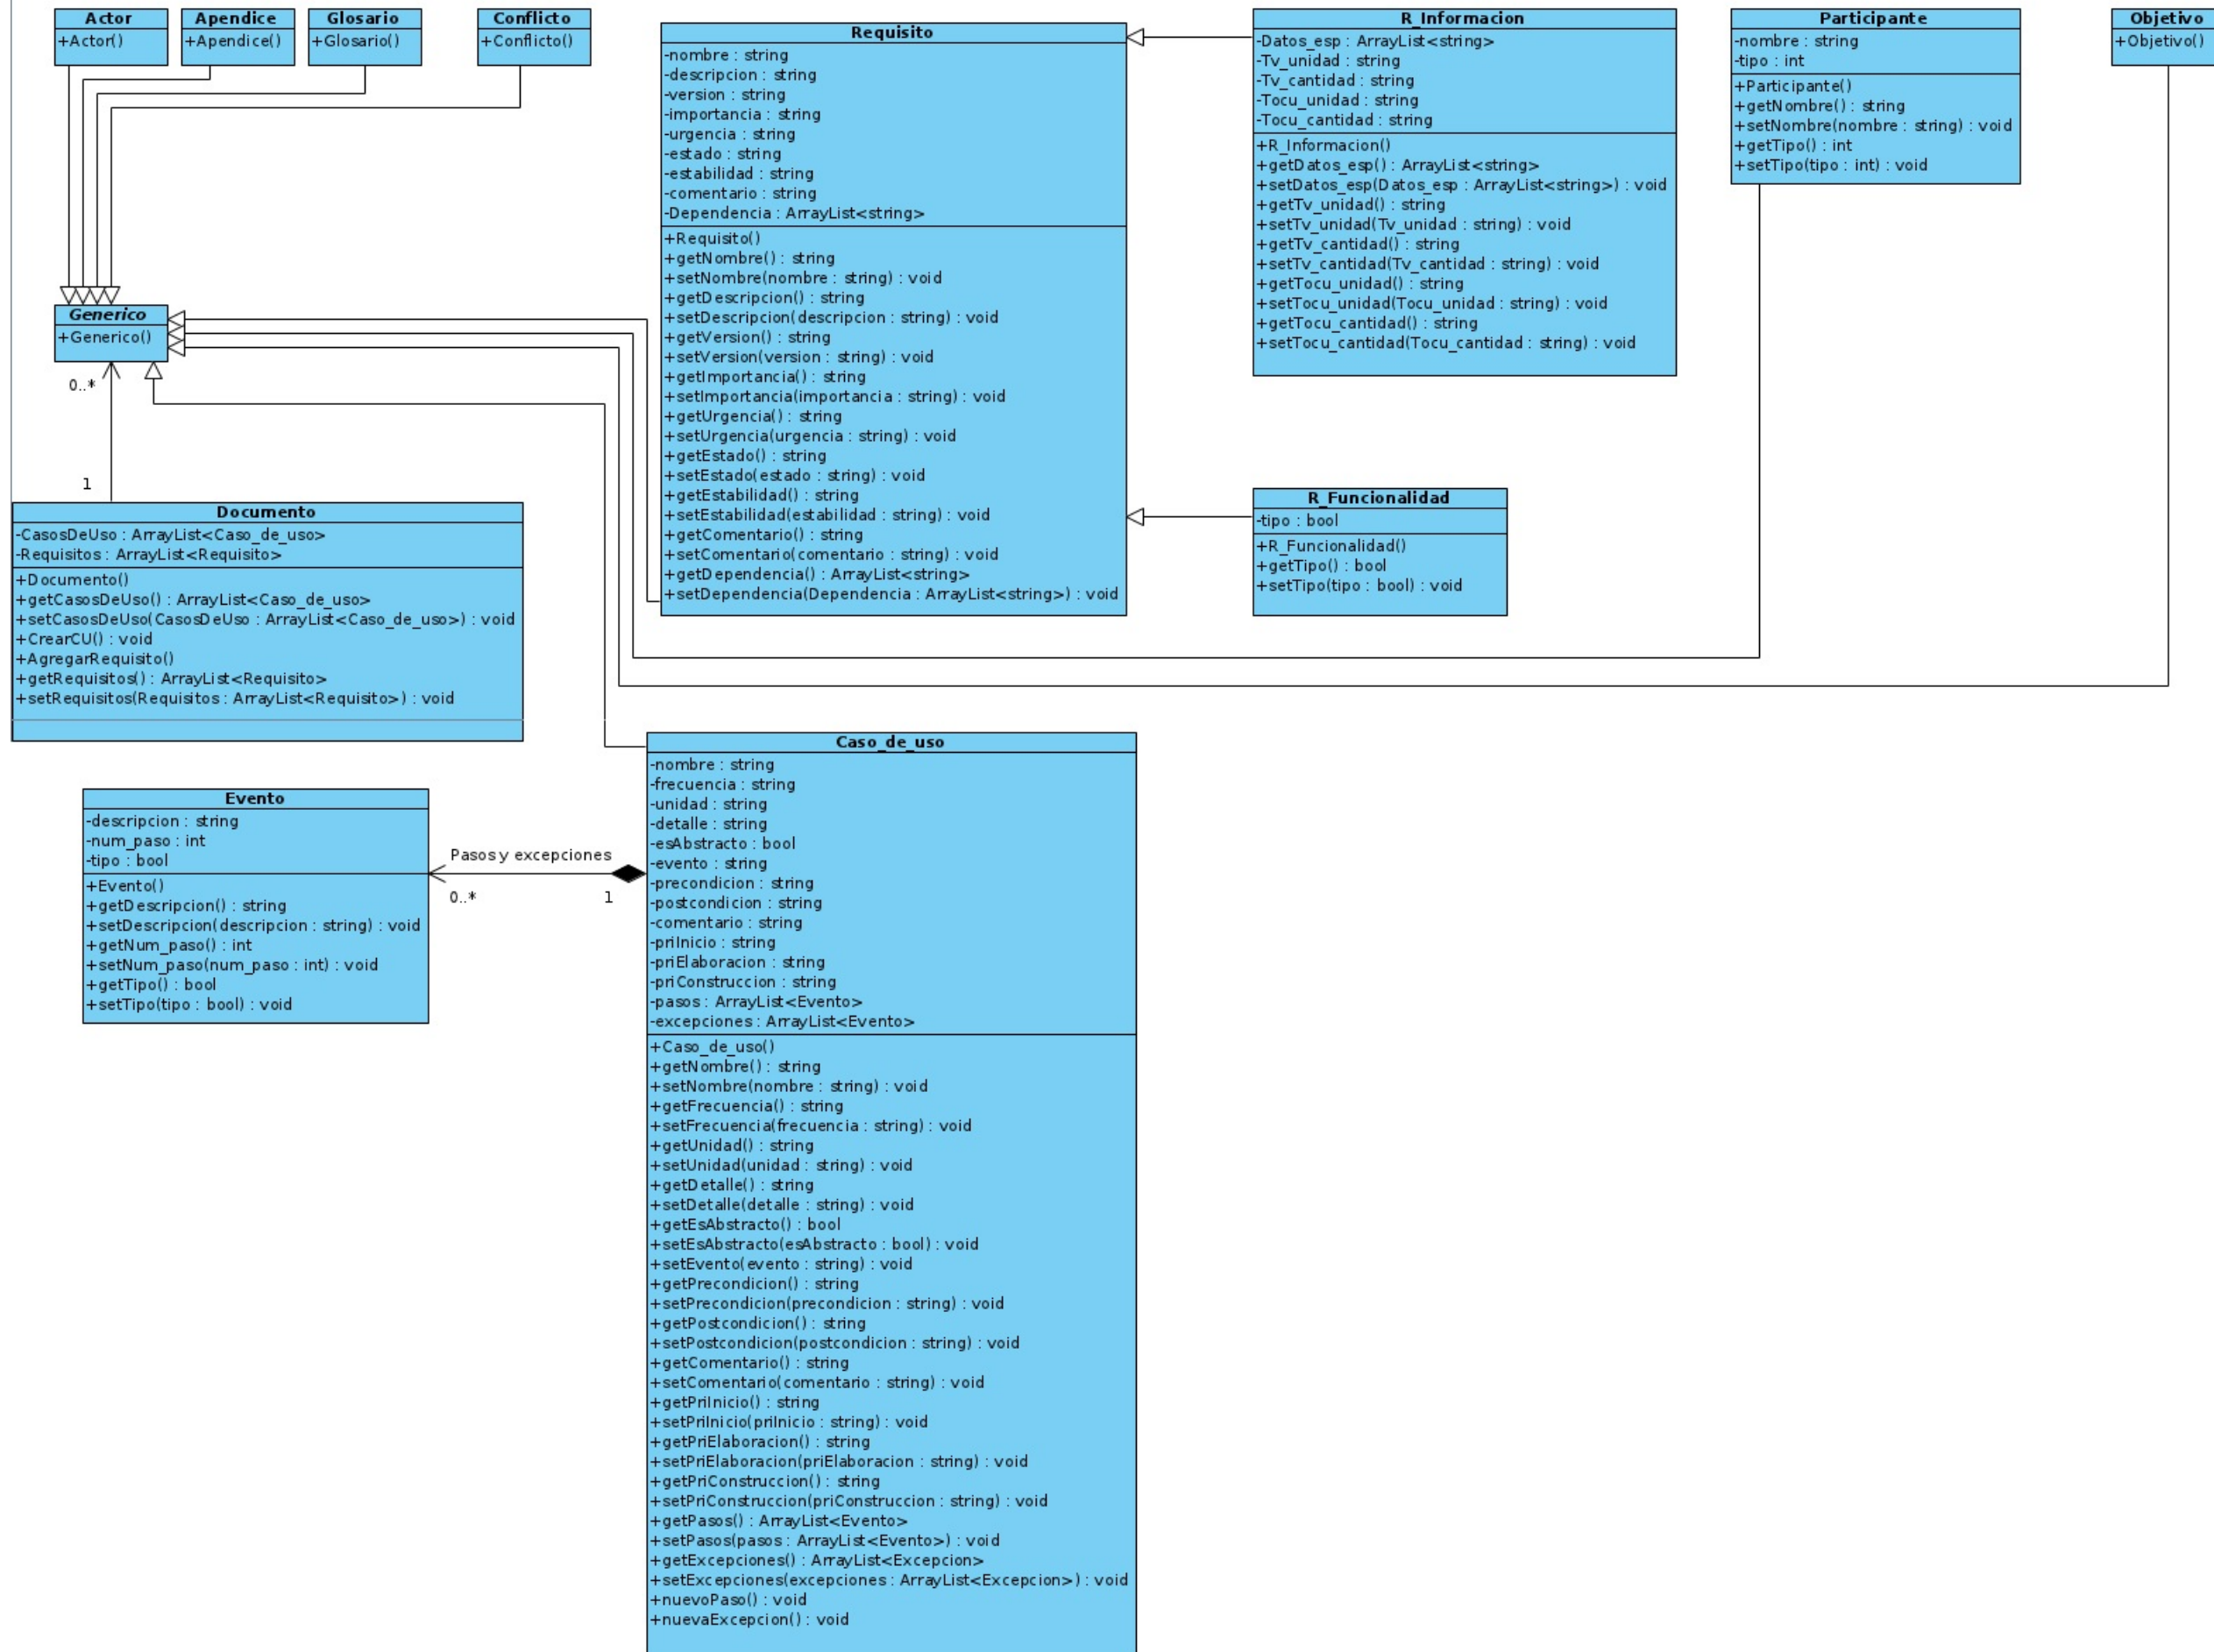 Actor
+Actor()
Apendice
+Apendice()
Glosario
+Glosario()
Conflicto
+Conflicto()
Requisito
-nombre : string
-descripcion : string
-version : string
-importancia : string
-urgencia : string
-estado : string
-estabilidad : string
-comentario : string
-Dependencia : ArrayList<string>
+Requisito()
+getNombre() : string
+setNombre(nombre : string) : void
+getDescripcion() : string
+setDescripcion(descripcion : string) : void
+getVersion() : string
+setVersion(version : string) : void
+getImportancia() : string
+setImportancia(importancia : string) : void
+getUrgencia() : string
+setUrgencia(urgencia : string) : void
+getEstado() : string
+setEstado(estado : string) : void
+getEstabilidad() : string
+setEstabilidad(estabilidad : string) : void
+getComentario() : string
+setComentario(comentario : string) : void
+getDependencia() : ArrayList<string>
+setDependencia(Dependencia : ArrayList<string>) : void
R_Informacion
-Datos_esp : ArrayList<string>
-Tv_unidad : string
-Tv_cantidad : string
-Tocu_unidad : string
-Tocu_cantidad : string
+R_Informacion()
+getDatos_esp() : ArrayList<string>
+setDatos_esp(Datos_esp : ArrayList<string>) : void
+getTv_unidad() : string
+setTv_unidad(Tv_unidad : string) : void
+getTv_cantidad() : string
+setTv_cantidad(Tv_cantidad : string) : void
+getTocu_unidad() : string
+setTocu_unidad(Tocu_unidad : string) : void
+getTocu_cantidad() : string
+setTocu_cantidad(Tocu_cantidad : string) : void
Participante
-nombre : string
-tipo : int
+Participante()
+getNombre() : string
+setNombre(nombre : string) : void
+getTipo() : int
+setTipo(tipo : int) : void
Objetivo
+Objetivo()
Generico
+Generico()
0..*
1
R_Funcionalidad
-tipo : bool
+R_Funcionalidad()
+getTipo() : bool
+setTipo(tipo : bool) : void
Documento
-CasosDeUso : ArrayList<Caso_de_uso>
-Requisitos : ArrayList<Requisito>
+Documento()
+getCasosDeUso() : ArrayList<Caso_de_uso>
+setCasosDeUso(CasosDeUso : ArrayList<Caso_de_uso>) : void
+CrearCU() : void
+AgregarRequisito()
+getRequisitos() : ArrayList<Requisito>
+setRequisitos(Requisitos : ArrayList<Requisito>) : void
Evento
-descripcion : string
-num_paso : int
-tipo : bool
+Evento()
+getDescripcion() : string
+setDescripcion(descripcion : string) : void
+getNum_paso() : int
+setNum_paso(num_paso : int) : void
+getTipo() : bool
+setTipo(tipo : bool) : void
Pasos y excepciones
0..*
1
Caso_de_uso
-nombre : string
-frecuencia : string
-unidad : string
-detalle : string
-esAbstracto : bool
-evento : string
-precondicion : string
-postcondicion : string
-comentario : string
-priInicio : string
-priElaboracion : string
-priConstruccion : string
-pasos : ArrayList<Evento>
-excepciones : ArrayList<Evento>
+Caso_de_uso()
+getNombre() : string
+setNombre(nombre : string) : void
+getFrecuencia() : string
+setFrecuencia(frecuencia : string) : void
+getUnidad() : string
+setUnidad(unidad : string) : void
+getDetalle() : string
+setDetalle(detalle : string) : void
+getEsAbstracto() : bool
+setEsAbstracto(esAbstracto : bool) : void
+setEvento(evento : string) : void
+getPrecondicion() : string
+setPrecondicion(precondicion : string) : void
+getPostcondicion() : string
+setPostcondicion(postcondicion : string) : void
+getComentario() : string
+setComentario(comentario : string) : void
+getPriInicio() : string
+setPriInicio(priInicio : string) : void
+getPriElaboracion() : string
+setPriElaboracion(priElaboracion : string) : void
+getPriConstruccion() : string
+setPriConstruccion(priConstruccion : string) : void
+getPasos() : ArrayList<Evento>
+setPasos(pasos : ArrayList<Evento>) : void
+getExcepciones() : ArrayList<Excepcion>
+setExcepciones(excepciones : ArrayList<Excepcion>) : void
+nuevoPaso() : void
+nuevaExcepcion() : void